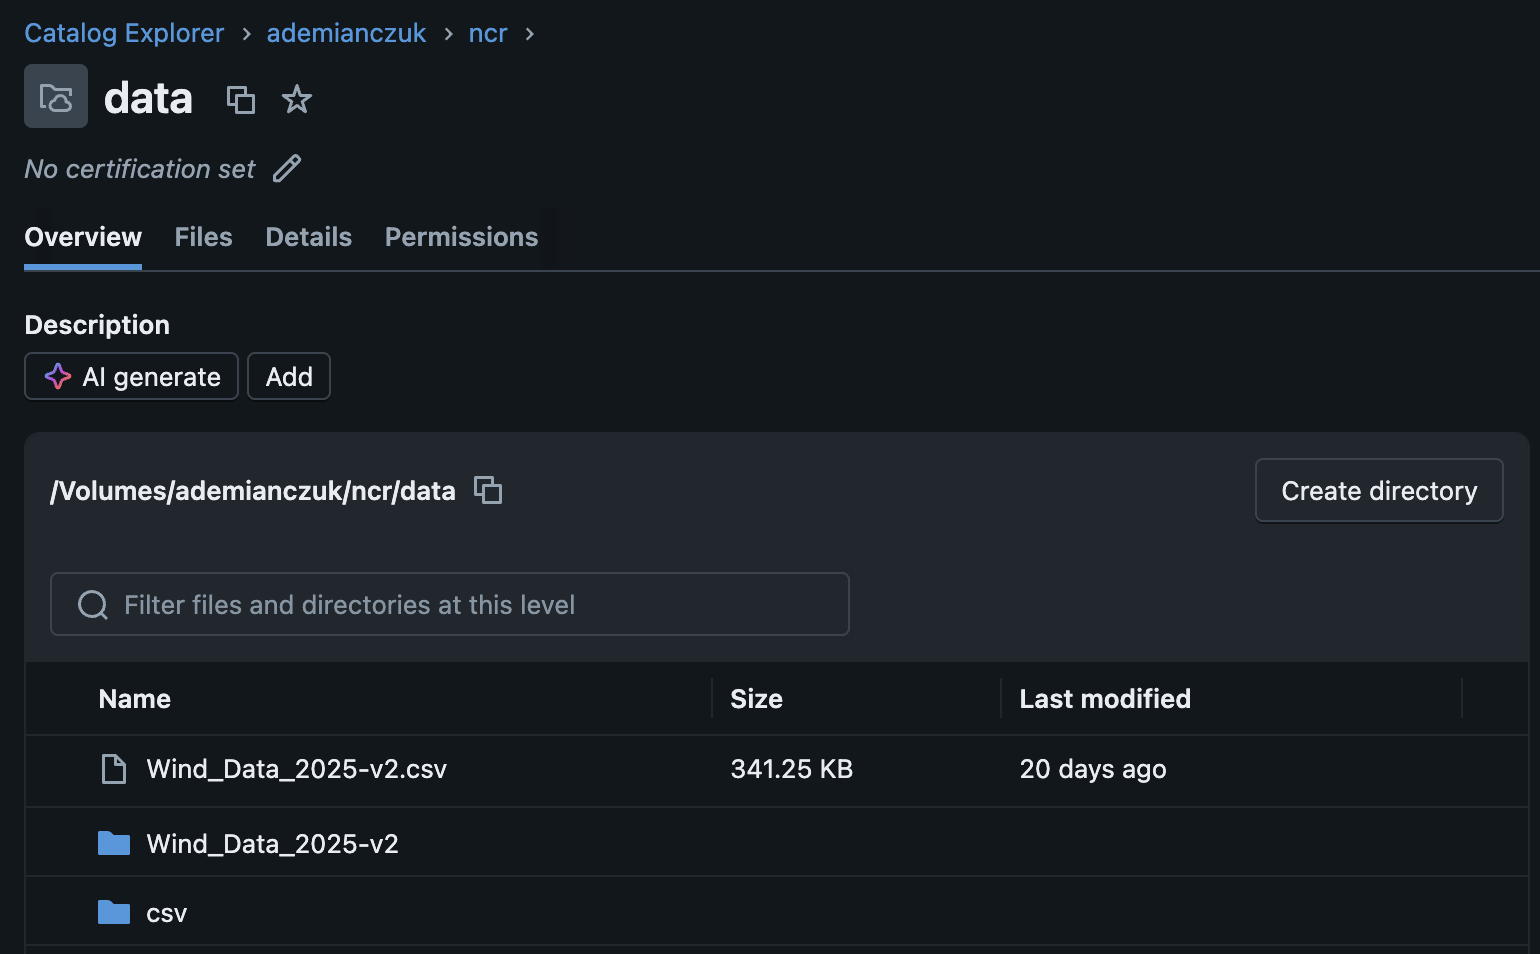 Catalog Explorer > ademianczuk > ncr >
data
No certification set
Overview Files Details Permissions
Description
AI generate Add
/Volumes/ademianczuk/ncr/data Create directory
Filter files and directories at this level
Name Size Last modified
Wind_Data_2025-v2.csv 341.25 KB 20 days ago
Wind_Data_2025-v2
csv